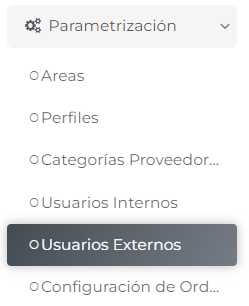 Parametrización
Areas
Perfiles
Categorías Proveedor...
Usuarios Internos
Usuarios Externos
Configuración de Ord...